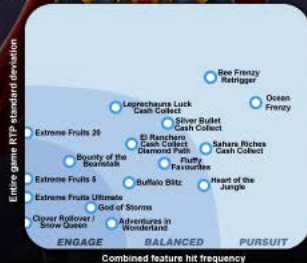 Entire game RTP standard deviation
Bee Frenzy
Retrigger
Ocean
Frenzy
Leprechauns Luck
Cash Collect
Silver Bullet
Cash Collect
Extreme Fruits 20
El Ranchero
Cash Collect
Diamond Path
Sahara Riches
Cash Collect
Bounty of the
Beanstalk
Fluffy
Favourites
Extreme Fruits 5
Buffalo Blitz
Heart of the
Jungle
Extreme Fruits Ultimate
God of Storms
Clover Rollover /
Snow Queen
Adventures in
Wonderland
ENGAGE
BALANCED
PURSUIT
Combined feature hit frequency